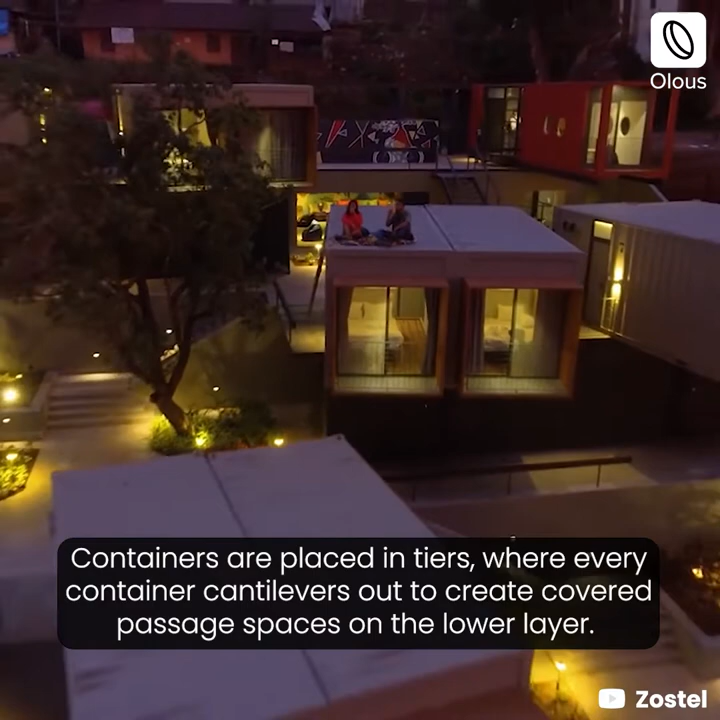 Olous
Containers are placed in tiers, where every
container cantilevers out to create covered
passage spaces on the lower layer.
Zostel